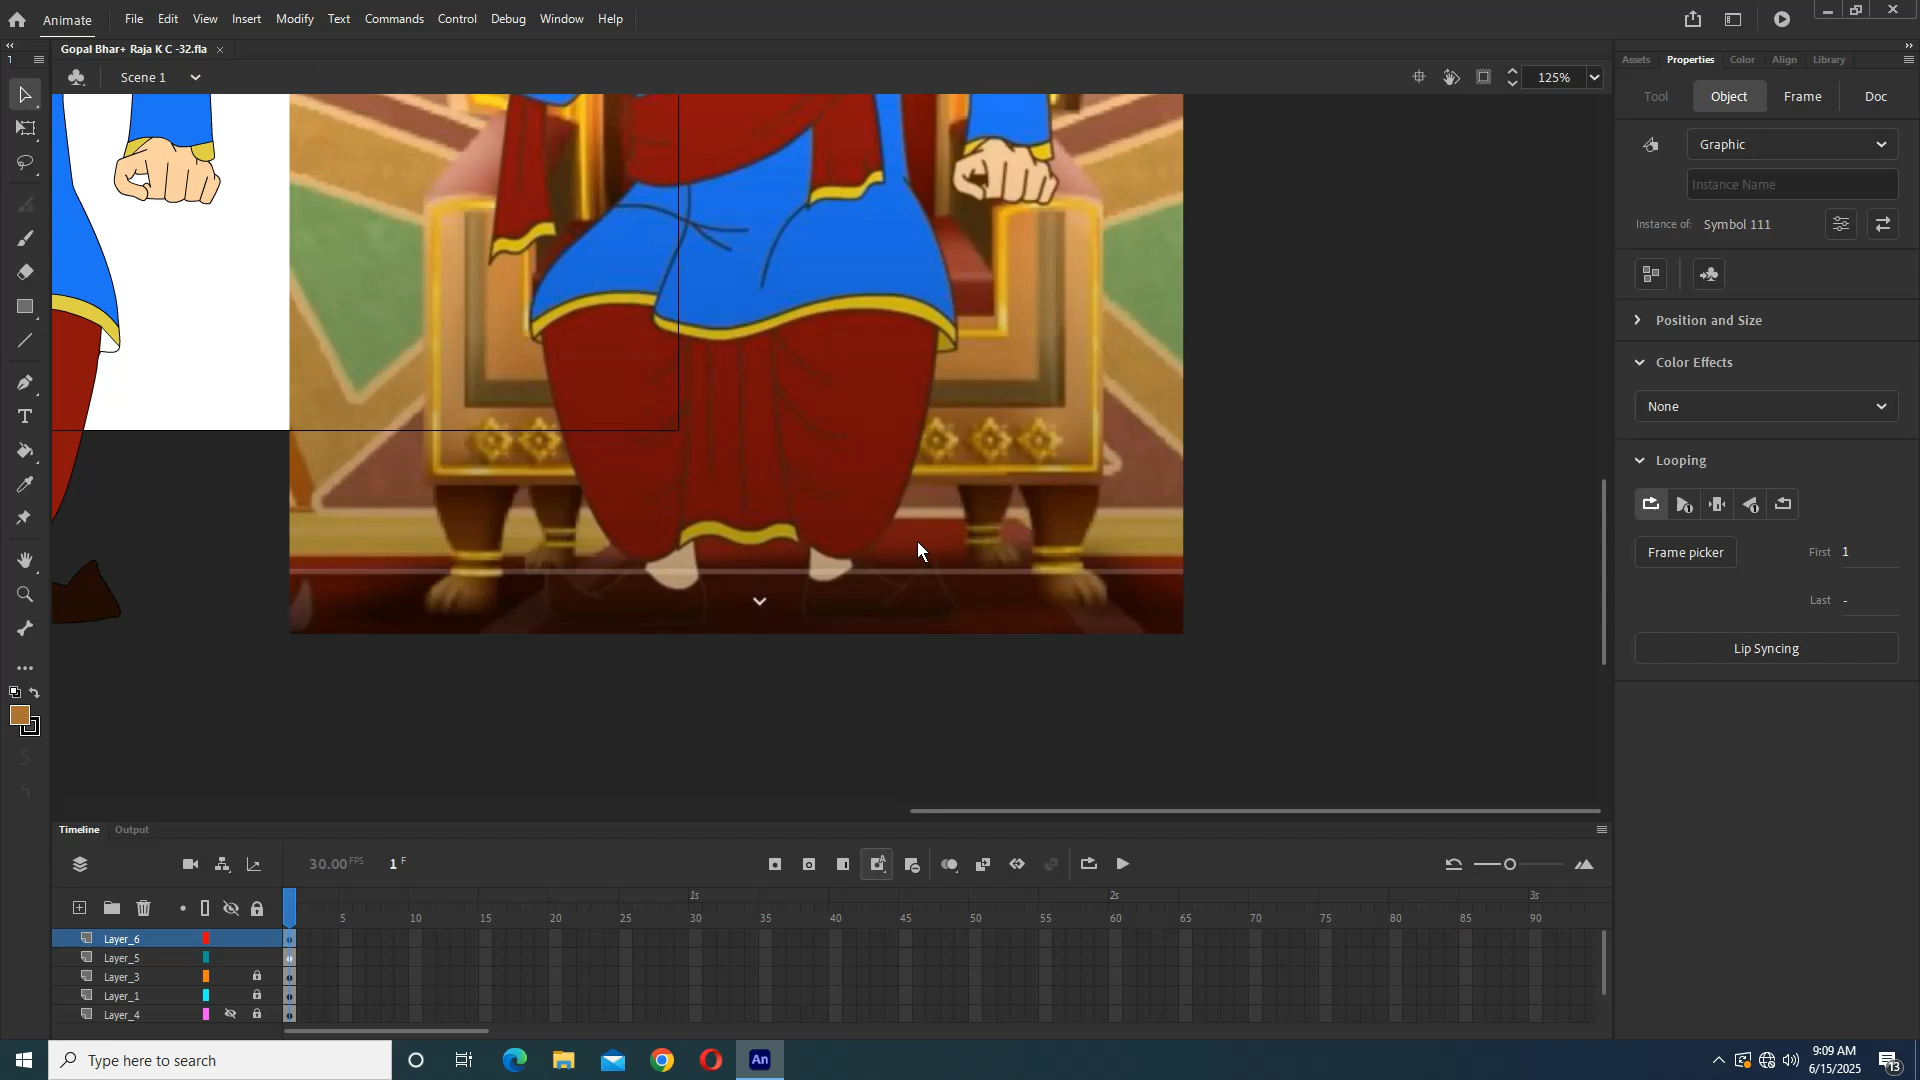 Animate
File Edit View Insert Modify Text Commands Control Debug Window Help
1
Gopal Bhar+ Raja K C -32.fla ×
Assets Properties Color Align Library
Scene 1
125%
Tool Object Frame Doc
Graphic
Instance Name
Instance of: Symbol 111
Position and Size
Color Effects
None
Looping
Frame picker First 1
Last -
Lip Syncing
Timeline Output
30.00 FPS 1 F
1s 2s 3s
5 10 15 20 25 30 35 40 45 50 55 60 65 70 75 80 85 90
Layer_6
Layer_5
Layer_3
Layer_1
Layer_4
Type here to search
An
9:09 AM
6/15/2025
13